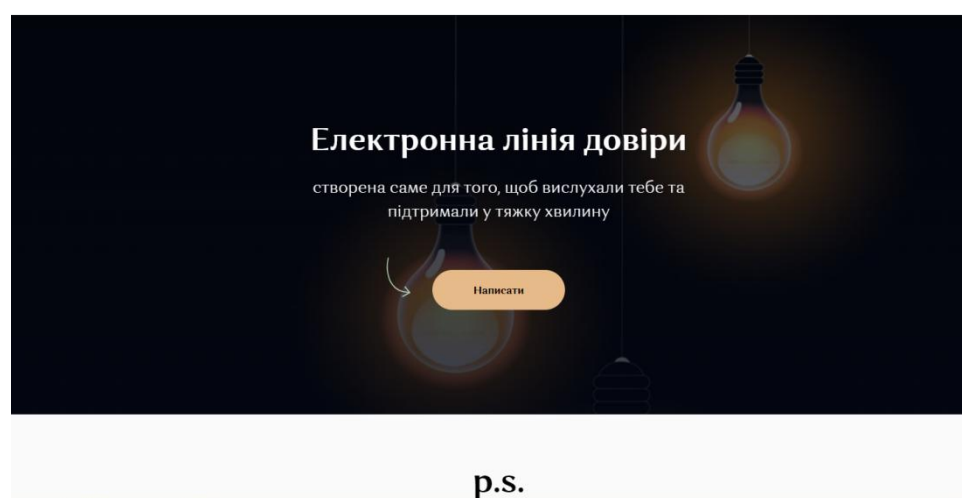 Електронна лінія довіри
створена саме для того, щоб вислухали тебе та
підтримали у тяжку хвилину
Написати
p.s.